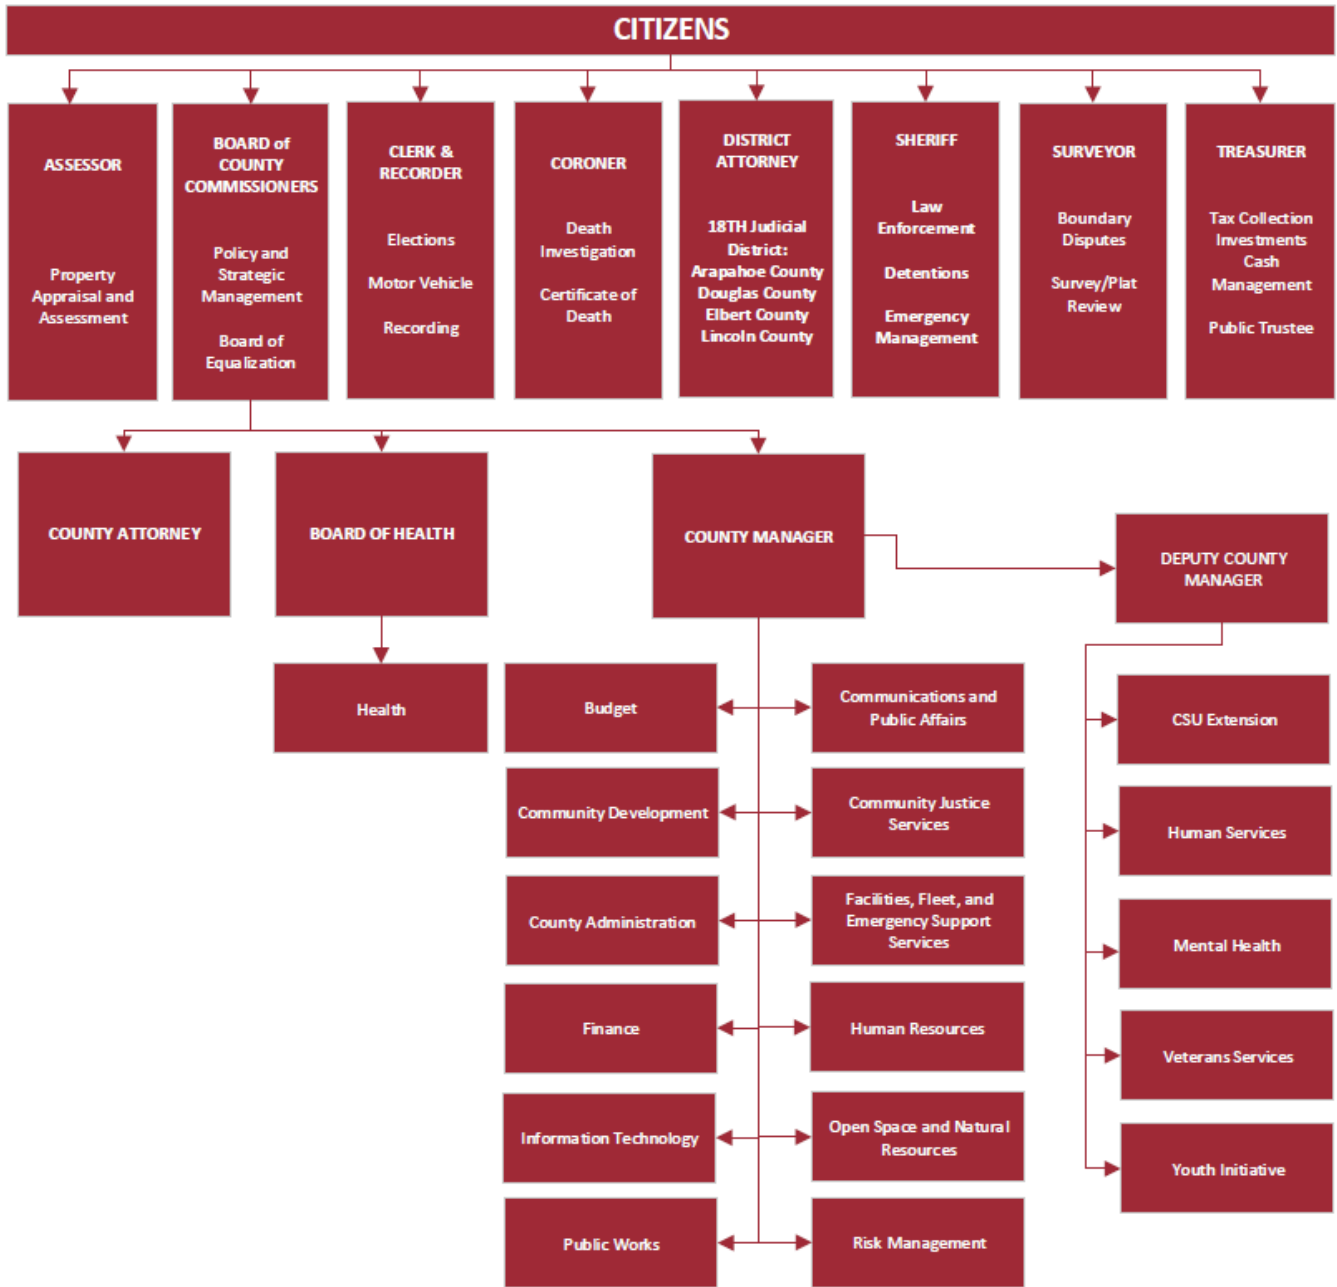 CITIZENS
ASSESSOR
Property
Appraisal and
Assessment
BOARD of
COUNTY
COMMISSIONERS
Policy and
Strategic
Management
Board of
Equalization
CLERK &
RECORDER
Elections
Motor Vehicle
Recording
CORONER
Death
Investigation
Certificate of
Death
DISTRICT
ATTORNEY
18TH Judicial
District:
Arapahoe County
Douglas County
Elbert County
Lincoln County
SHERIFF
Law
Enforcement
Detentions
Emergency
Management
SURVEYOR
Boundary
Disputes
Survey/Plat
Review
TREASURER
Tax Collection
Investments
Cash
Management
Public Trustee
COUNTY ATTORNEY
BOARD OF HEALTH
COUNTY MANAGER
DEPUTY COUNTY
MANAGER
Health
Budget
Communications and
Public Affairs
Community Development
Community Justice
Services
County Administration
Facilities, Fleet, and
Emergency Support
Services
Finance
Human Resources
Information Technology
Open Space and Natural
Resources
Public Works
Risk Management
CSU Extension
Human Services
Mental Health
Veterans Services
Youth Initiative